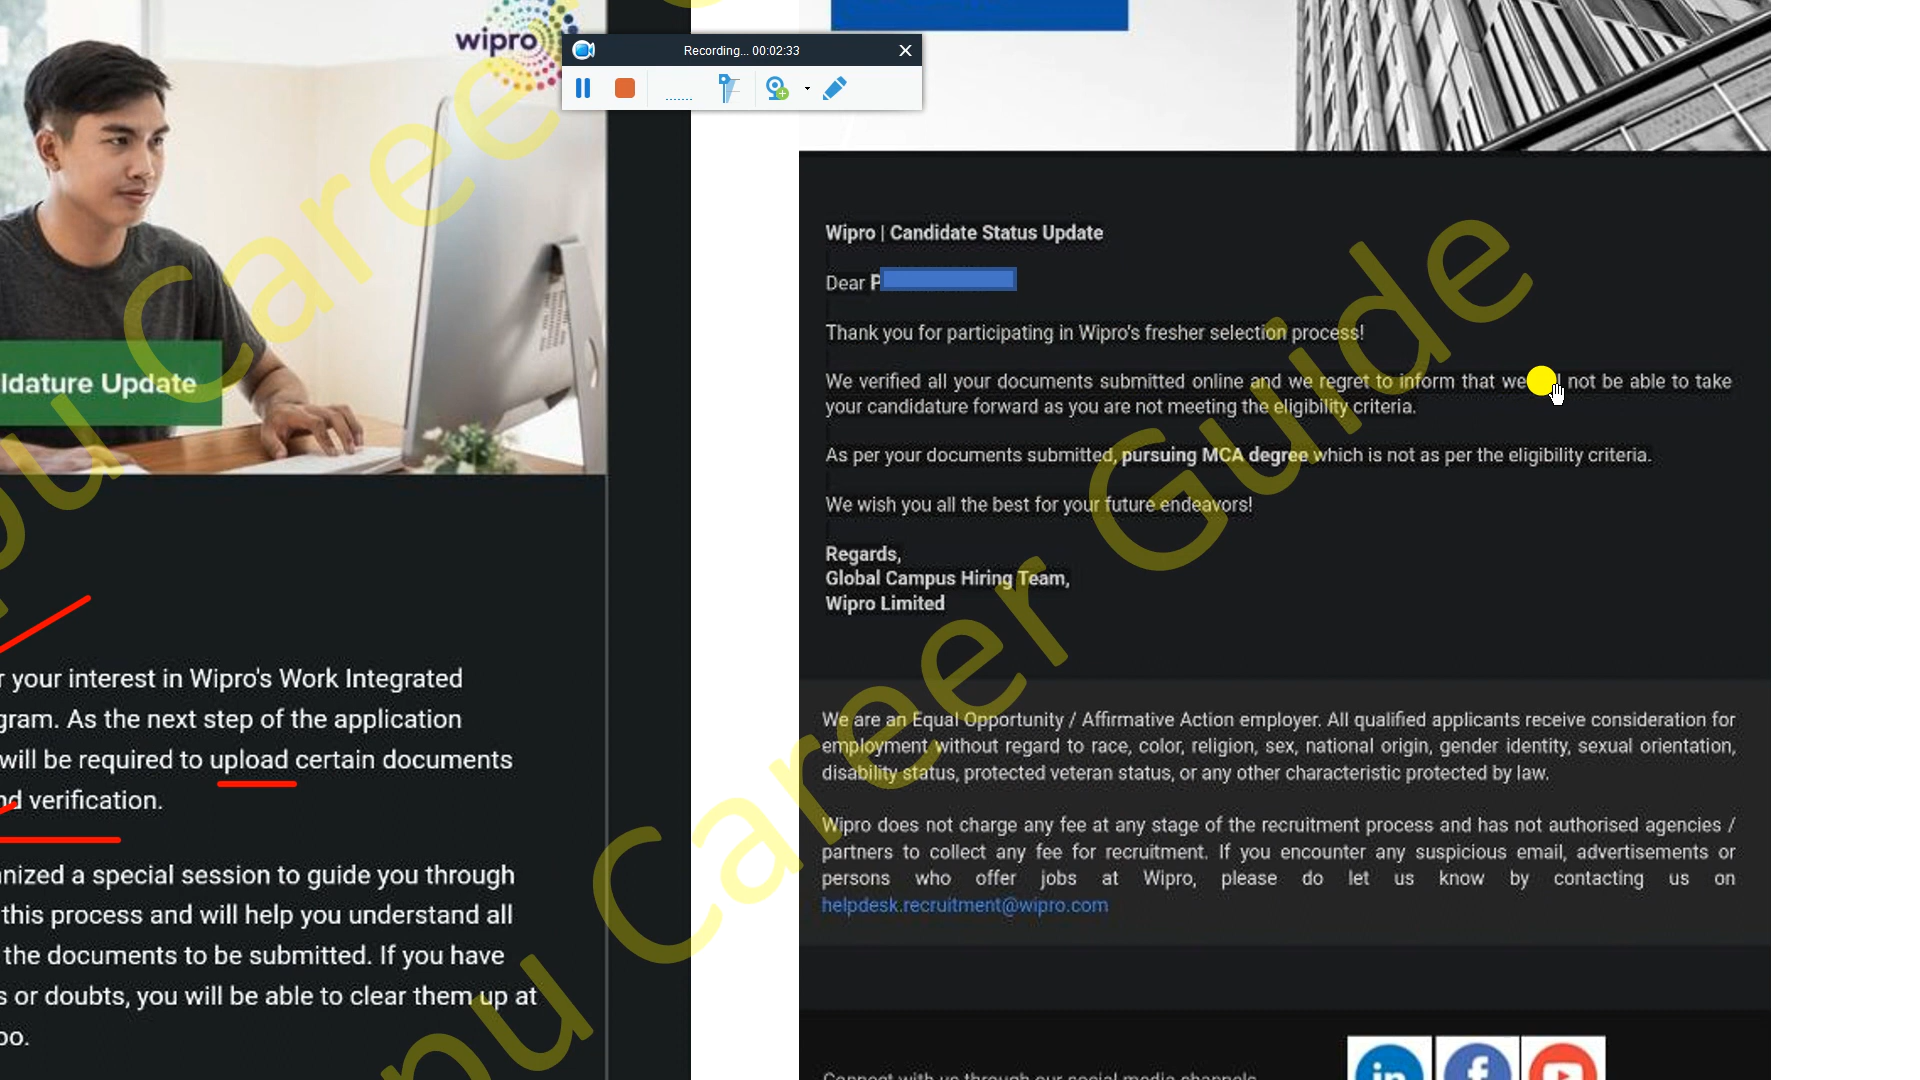 wipro
Recording... 00:02:33
ldature Update
r your interest in Wipro's Work Integrated
gram. As the next step of the application
will be required to upload certain documents
nd verification.
nized a special session to guide you through
this process and will help you understand all
the documents to be submitted. If you have
s or doubts, you will be able to clear them up at
oo.
Wipro | Candidate Status Update
Dear P
Thank you for participating in Wipro's fresher selection process!
We verified all your documents submitted online and we regret to inform that we not be able to take
your candidature forward as you are not meeting the eligibility criteria.
As per your documents submitted, pursuing MCA degree which is not as per the eligibility criteria.
We wish you all the best for your future endeavors!
Regards,
Global Campus Hiring Team,
Wipro Limited
We are an Equal Opportunity / Affirmative Action employer. All qualified applicants receive consideration for
employment without regard to race, color, religion, sex, national origin, gender identity, sexual orientation,
disability status, protected veteran status, or any other characteristic protected by law.
Wipro does not charge any fee at any stage of the recruitment process and has not authorised agencies /
partners to collect any fee for recruitment. If you encounter any suspicious email, advertisements or
persons who offer jobs at Wipro, please do let us know by contacting us on
helpdesk.recruitment@wipro.com
Connect with us through our social media channels
in f
pu Career
pu Career Guide